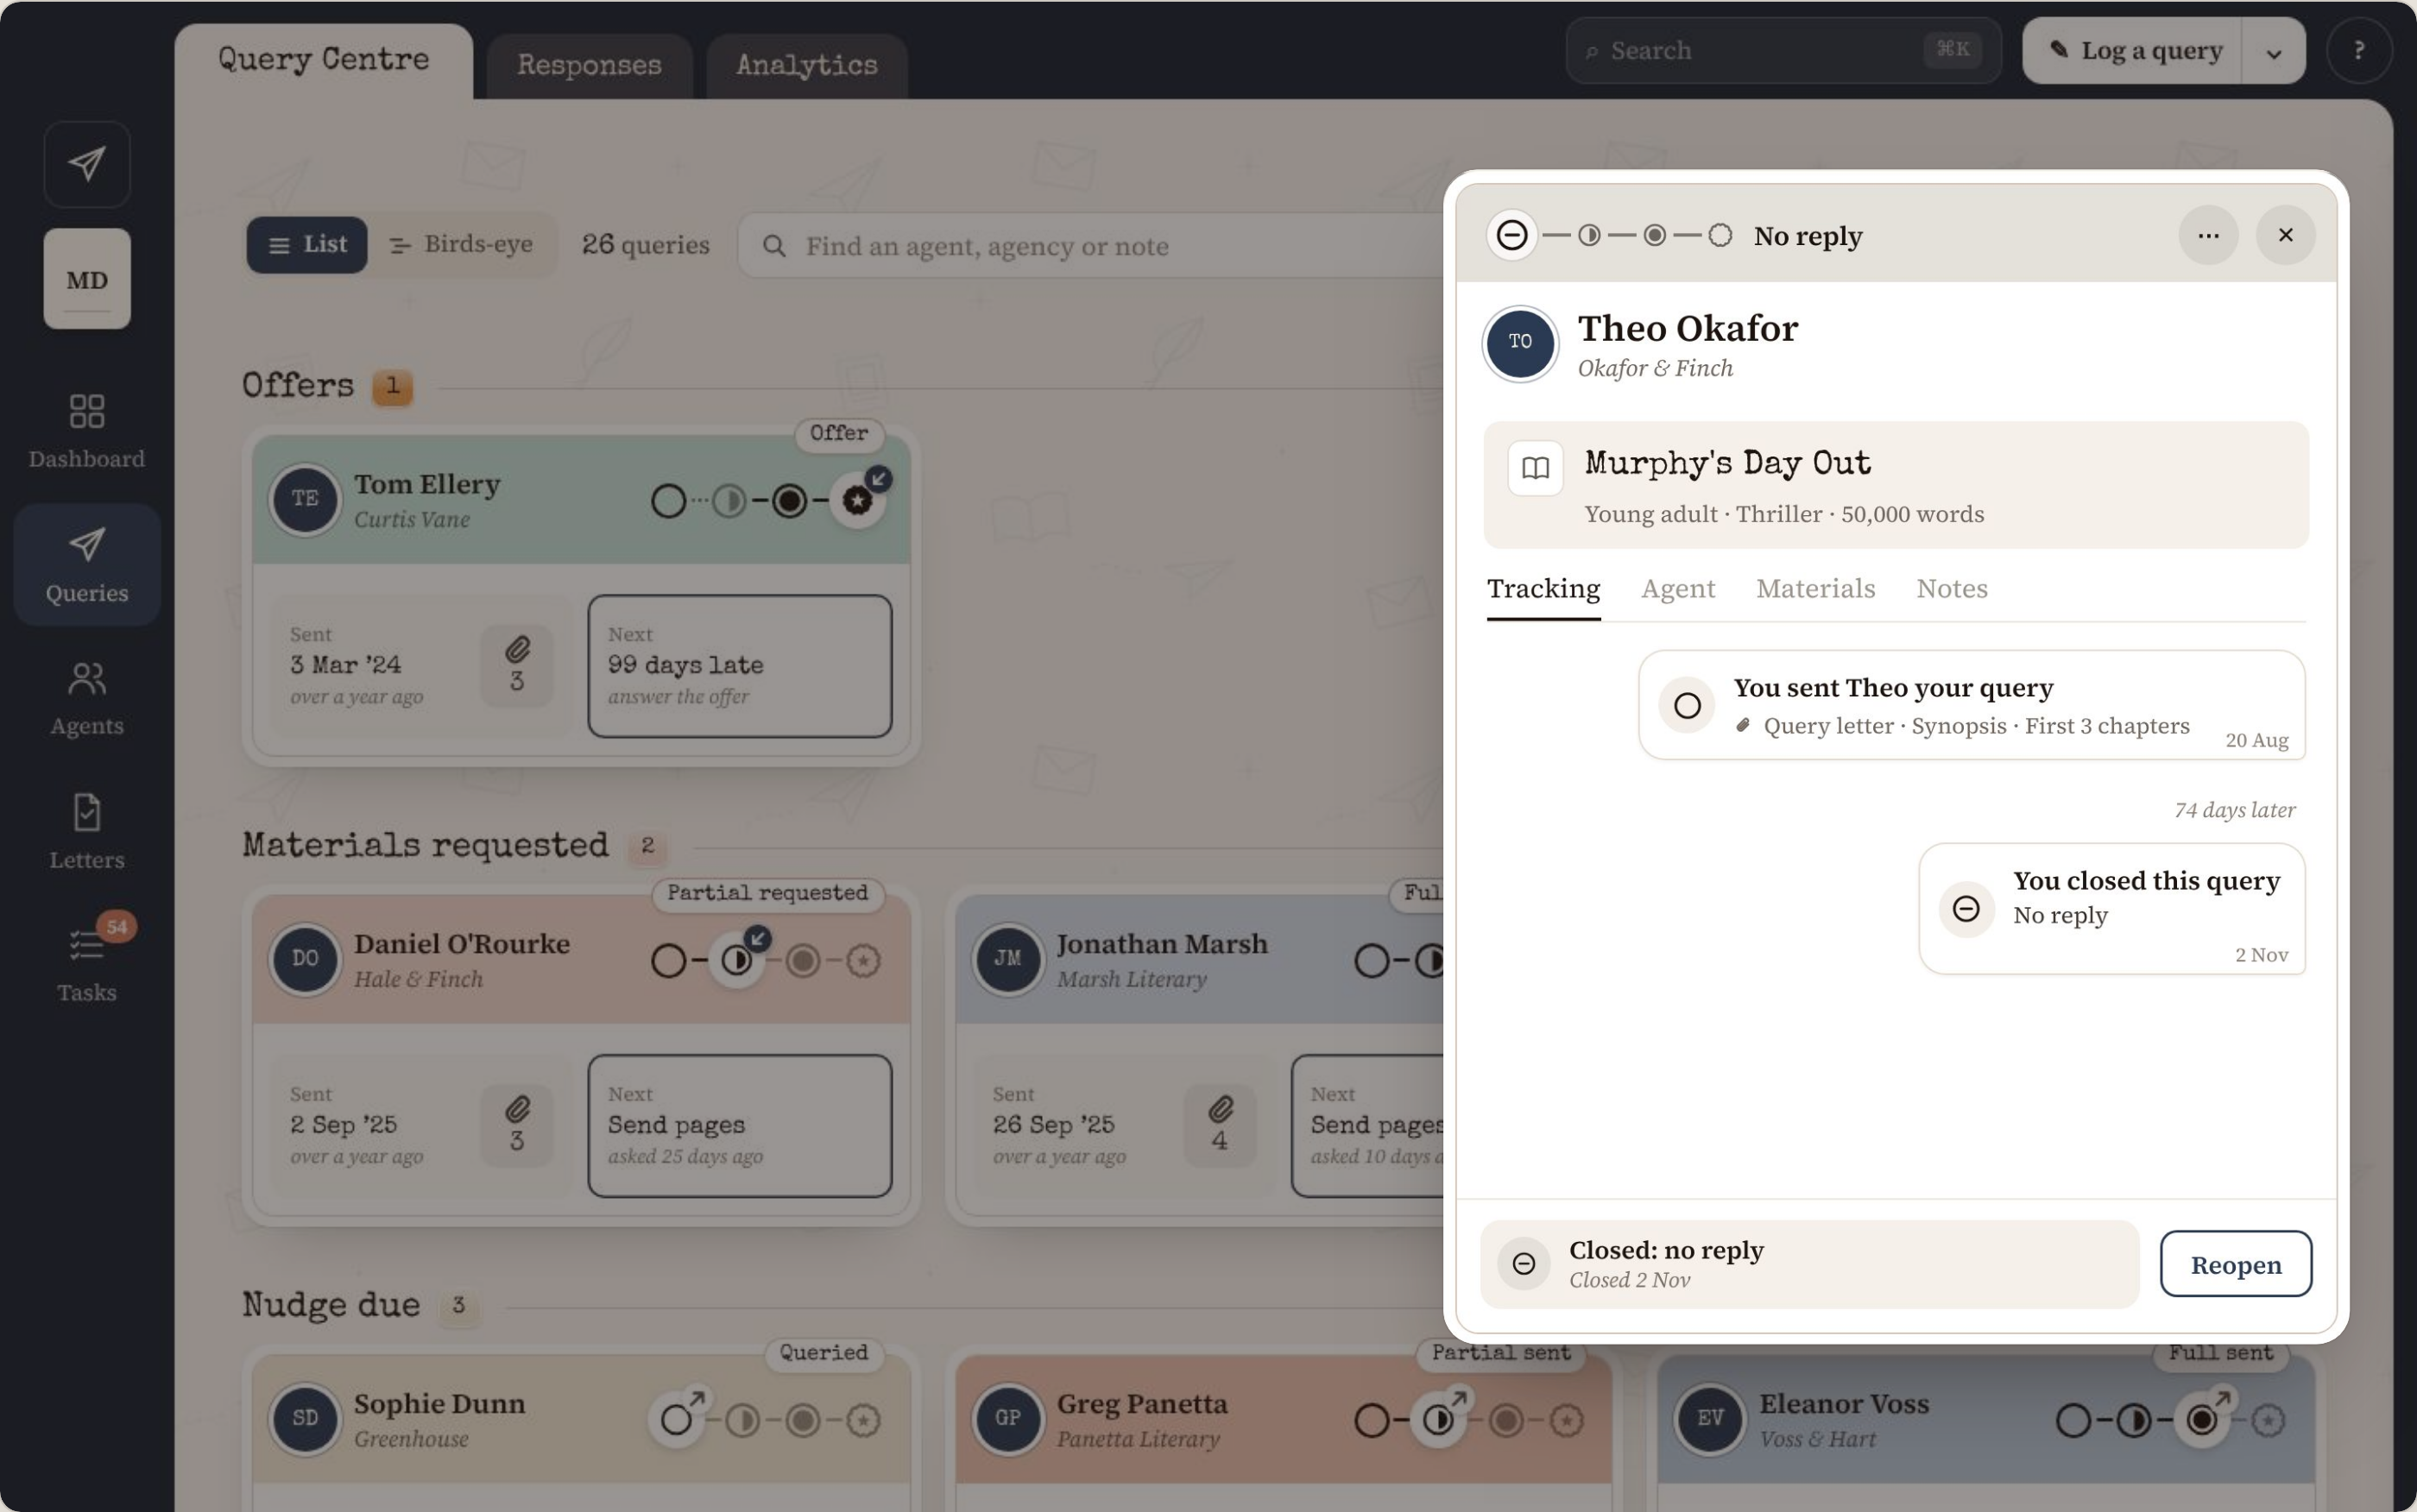 Query Centre
Responses
Analytics
Search
⌘K
Log a query
?
MD
Dashboard
Queries
Agents
Letters
54
Tasks
List
Birds-eye
26 queries
Find an agent, agency or note
Offers 1
Offer
TE
Tom Ellery
Curtis Vane
Sent
3 Mar ’24
over a year ago
3
Next
99 days late
answer the offer
Materials requested 2
Partial requested
DO
Daniel O'Rourke
Hale & Finch
Sent
2 Sep ’25
over a year ago
3
Next
Send pages
asked 25 days ago
JM
Jonathan Marsh
Marsh Literary
Sent
26 Sep ’25
over a year ago
4
Next
Send pages
asked 10 days
Nudge due 3
Queried
SD
Sophie Dunn
Greenhouse
Partial sent
GP
Greg Panetta
Panetta Literary
Full sent
EV
Eleanor Voss
Voss & Hart
No reply
...
TO
Theo Okafor
Okafor & Finch
Murphy's Day Out
Young adult · Thriller · 50,000 words
Tracking
Agent
Materials
Notes
You sent Theo your query
Query letter · Synopsis · First 3 chapters
20 Aug
74 days later
You closed this query
No reply
2 Nov
Closed: no reply
Closed 2 Nov
Reopen